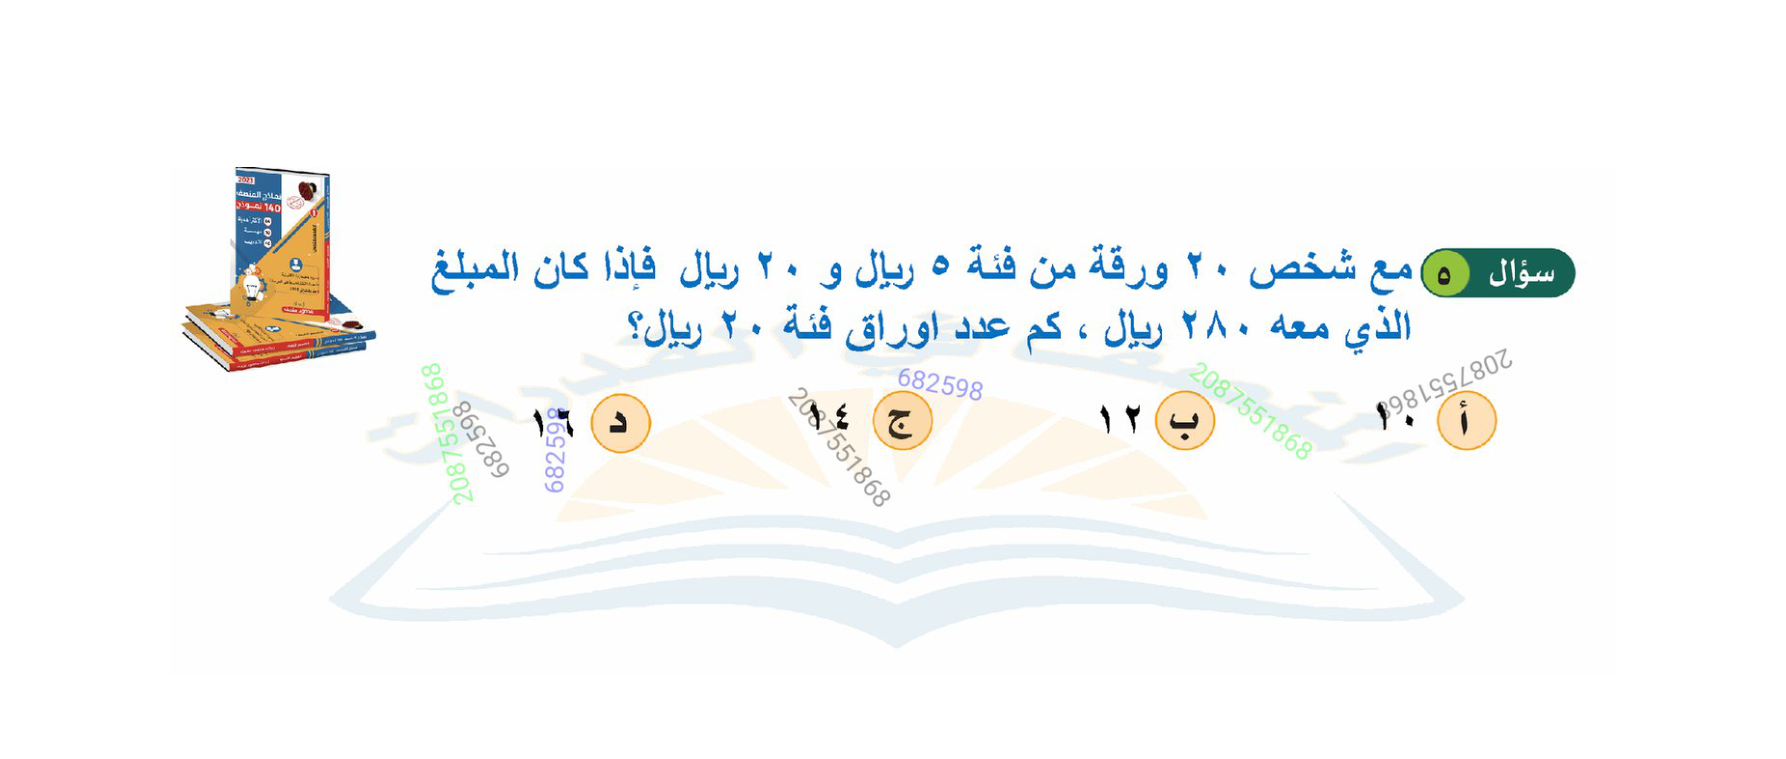 سؤال ٥ مع شخص ٢٠ ورقة من فئة ٥ ريال و ٢٠ ريال فإذا كان المبلغ
الذي معه ٢٨٠ ريال ، كم عدد اوراق فئة ٢٠ ريال؟
أ ١٠
ب ١٢
ج ١٤
د ١٦
2087551868
2087551868
682598
2087551868
682598
682598
2087551868
2021
نماذج المنصف
140 نموذج